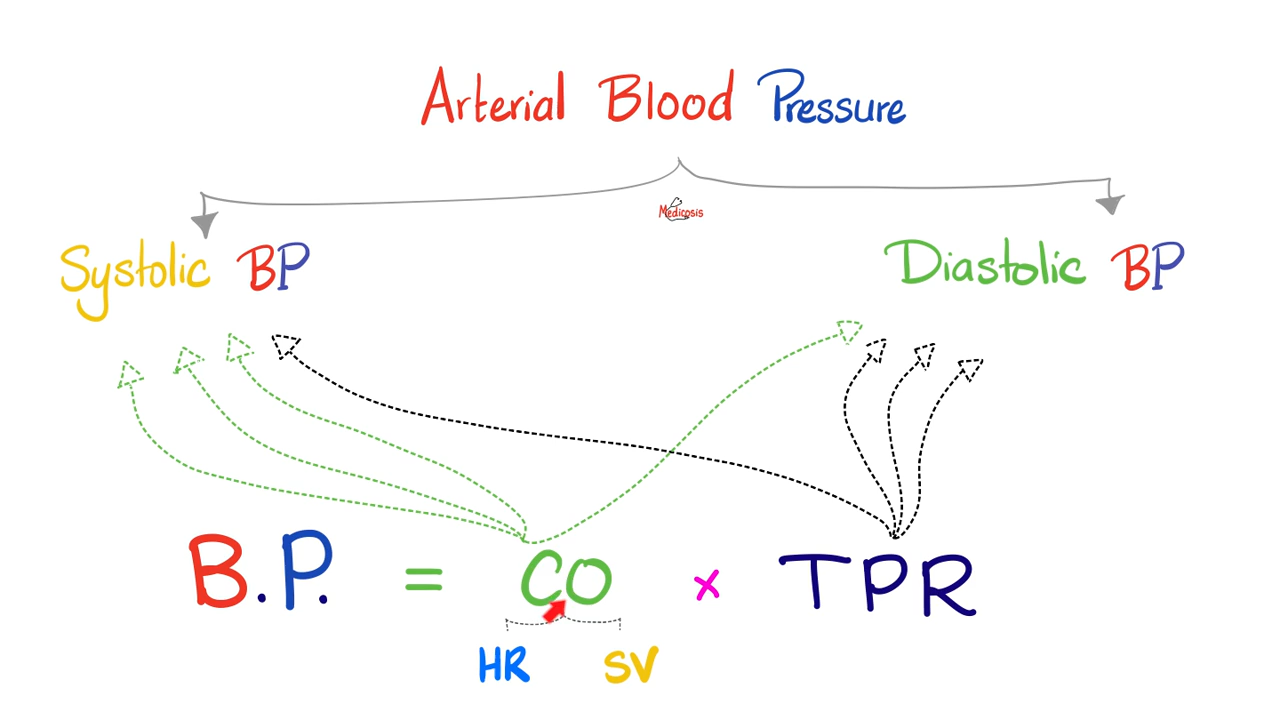 Arterial Blood Pressure
Medicosis
Systolic BP
Diastolic BP
B.P. = CO x TPR
HR SV